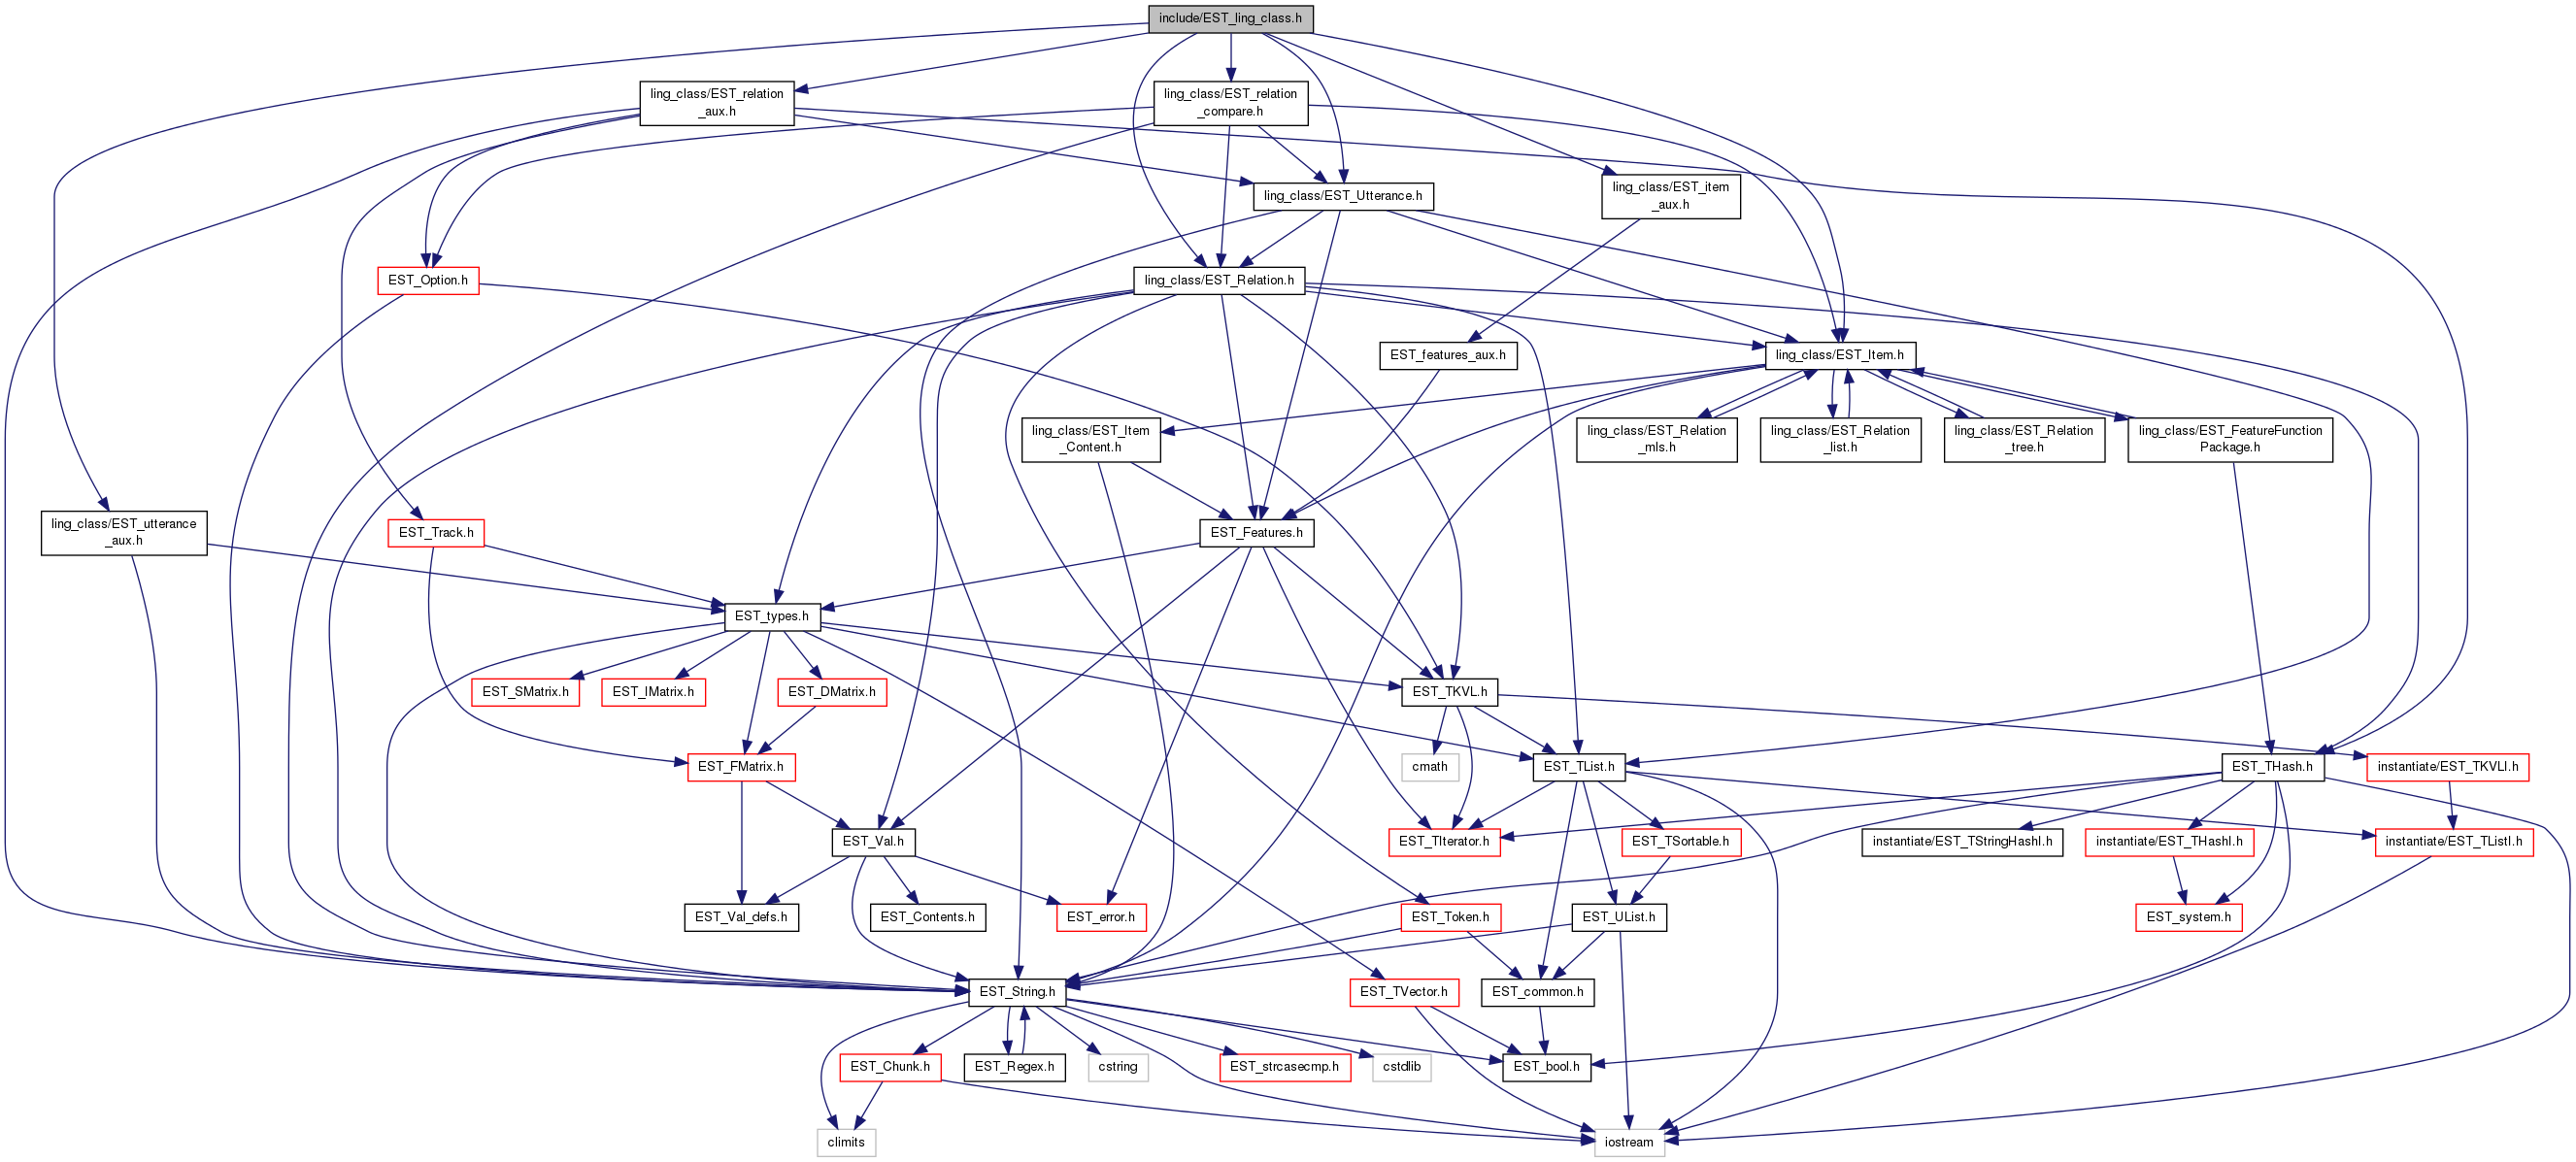 include/EST_ling_class.h
ling_class/EST_relation
_aux.h
ling_class/EST_relation
_compare.h
ling_class/EST_Utterance.h
ling_class/EST_item
_aux.h
EST_Option.h
ling_class/EST_Relation.h
EST_features_aux.h
ling_class/EST_Item.h
ling_class/EST_Item
_Content.h
ling_class/EST_Relation
_mls.h
ling_class/EST_Relation
_list.h
ling_class/EST_Relation
_tree.h
ling_class/EST_FeatureFunction
Package.h
ling_class/EST_utterance
_aux.h
EST_Track.h
EST_Features.h
EST_types.h
EST_SMatrix.h
EST_IMatrix.h
EST_DMatrix.h
EST_TKVL.h
EST_FMatrix.h
cmath
EST_TList.h
EST_THash.h
instantiate/EST_TKVLI.h
EST_Val.h
EST_TIterator.h
EST_TSortable.h
instantiate/EST_TStringHashI.h
instantiate/EST_THashI.h
instantiate/EST_TListI.h
EST_Val_defs.h
EST_Contents.h
EST_error.h
EST_Token.h
EST_UList.h
EST_system.h
EST_String.h
EST_TVector.h
EST_common.h
EST_Chunk.h
EST_Regex.h
cstring
EST_strcasecmp.h
cstdlib
EST_bool.h
climits
iostream